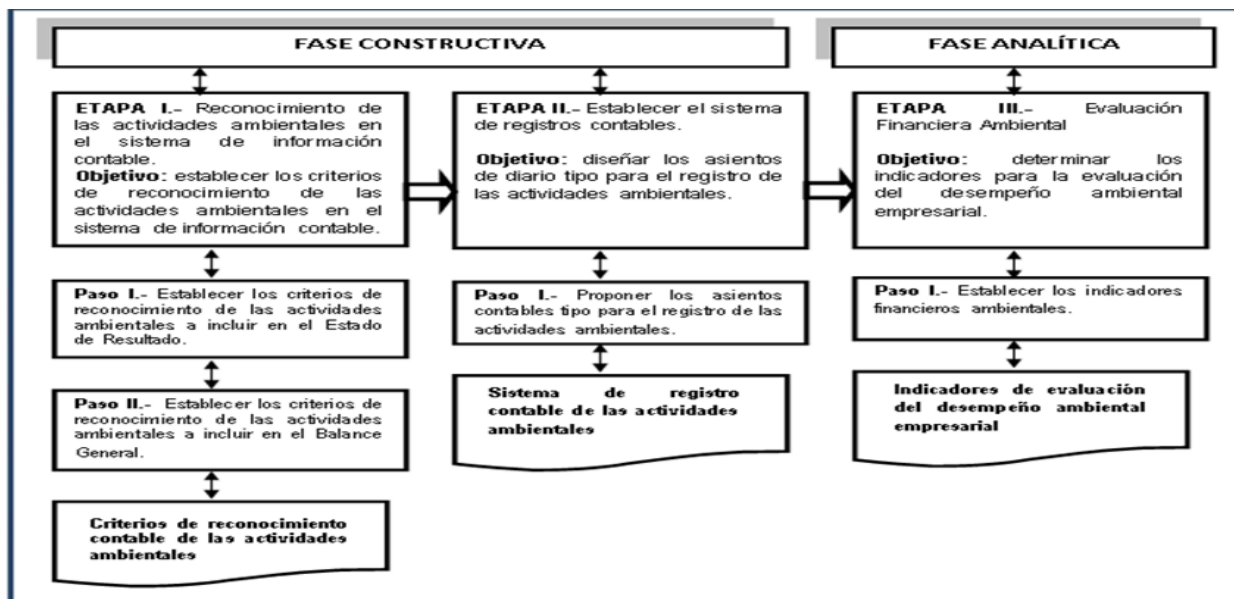 FASE CONSTRUCTIVA
FASE ANALÍTICA
ETAPA I.- Reconocimiento de
las actividades ambientales en
el sistema de información
contable.
Objetivo: establecer los criterios
de reconocimiento de las
actividades ambientales en el
sistema de información contable.
ETAPA II.- Establecer el sistema
de registros contables.
Objetivo: diseñar los asientos
de diario tipo para el registro de
las actividades ambientales.
ETAPA III.- Evaluación
Financiera Ambiental
Objetivo: determinar los
indicadores para la evaluación
del desempeño ambiental
empresarial.
Paso I.- Establecer los criterios de
reconocimiento de las actividades
ambientales a incluir en el Estado
de Resultado.
Paso I.- Proponer los asientos
contables tipo para el registro de las
actividades ambientales.
Paso I.- Establecer los indicadores
financieros ambientales.
Paso II.- Establecer los criterios de
reconocimiento de las actividades
ambientales a incluir en el Balance
General.
Sistema de registro
contable de las actividades
ambientales
Indicadores de evaluación
del desempeño ambiental
empresarial
Criterios de reconocimiento
contable de las actividades
ambientales